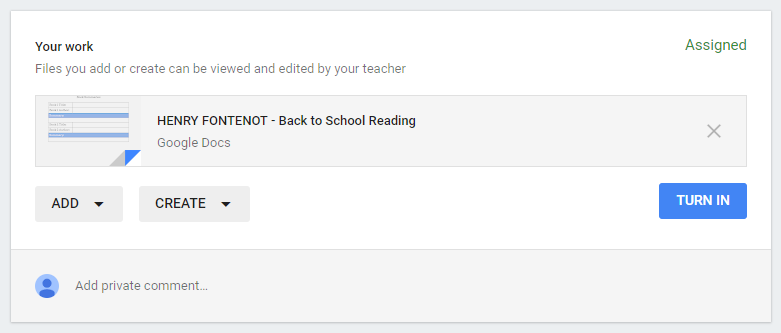 Your work
Assigned
Files you add or create can be viewed and edited by your teacher
HENRY FONTENOT - Back to School Reading
Google Docs
ADD
CREATE
TURN IN
Add private comment...